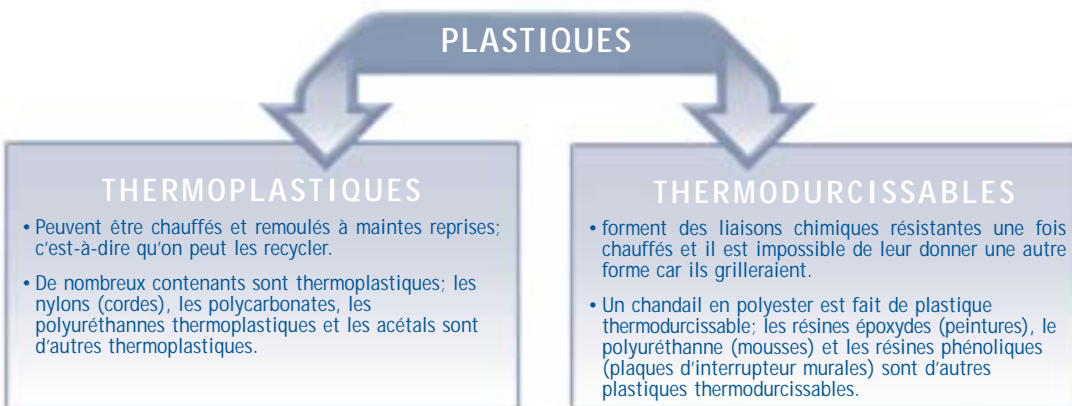 PLASTIQUES
THERMOPLASTIQUES
• Peuvent être chauffés et remoulés à maintes reprises;
c'est-à-dire qu'on peut les recycler.
• De nombreux contenants sont thermoplastiques; les
nylons (cordes), les polycarbonates, les
polyuréthannes thermoplastiques et les acétals sont
d'autres thermoplastiques.
THERMODURCISSABLES
• forment des liaisons chimiques résistantes une fois
chauffés et il est impossible de leur donner une autre
forme car ils grilleraient.
• Un chandail en polyester est fait de plastique
thermodurcissable; les résines époxydes (peintures), le
polyuréthanne (mousses) et les résines phénoliques
(plaques d'interrupteur murales) sont d'autres
plastiques thermodurcissables.